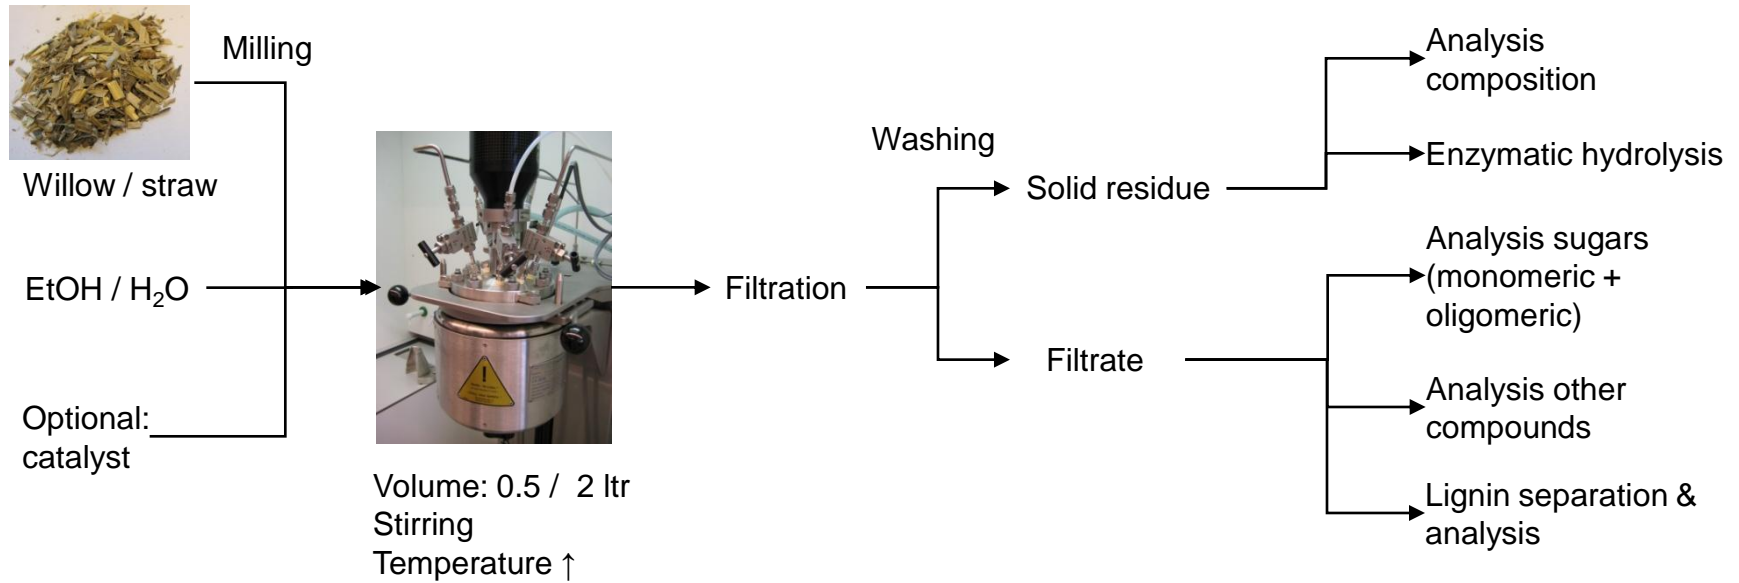 Milling
Willow / straw
EtOH / H₂O
Optional:
catalyst
Volume: 0.5 / 2 ltr
Stirring
Temperature ↑
Filtration
Washing
Solid residue
Filtrate
Analysis
composition
Enzymatic hydrolysis
Analysis sugars
(monomeric +
oligomeric)
Analysis other
compounds
Lignin separation &
analysis